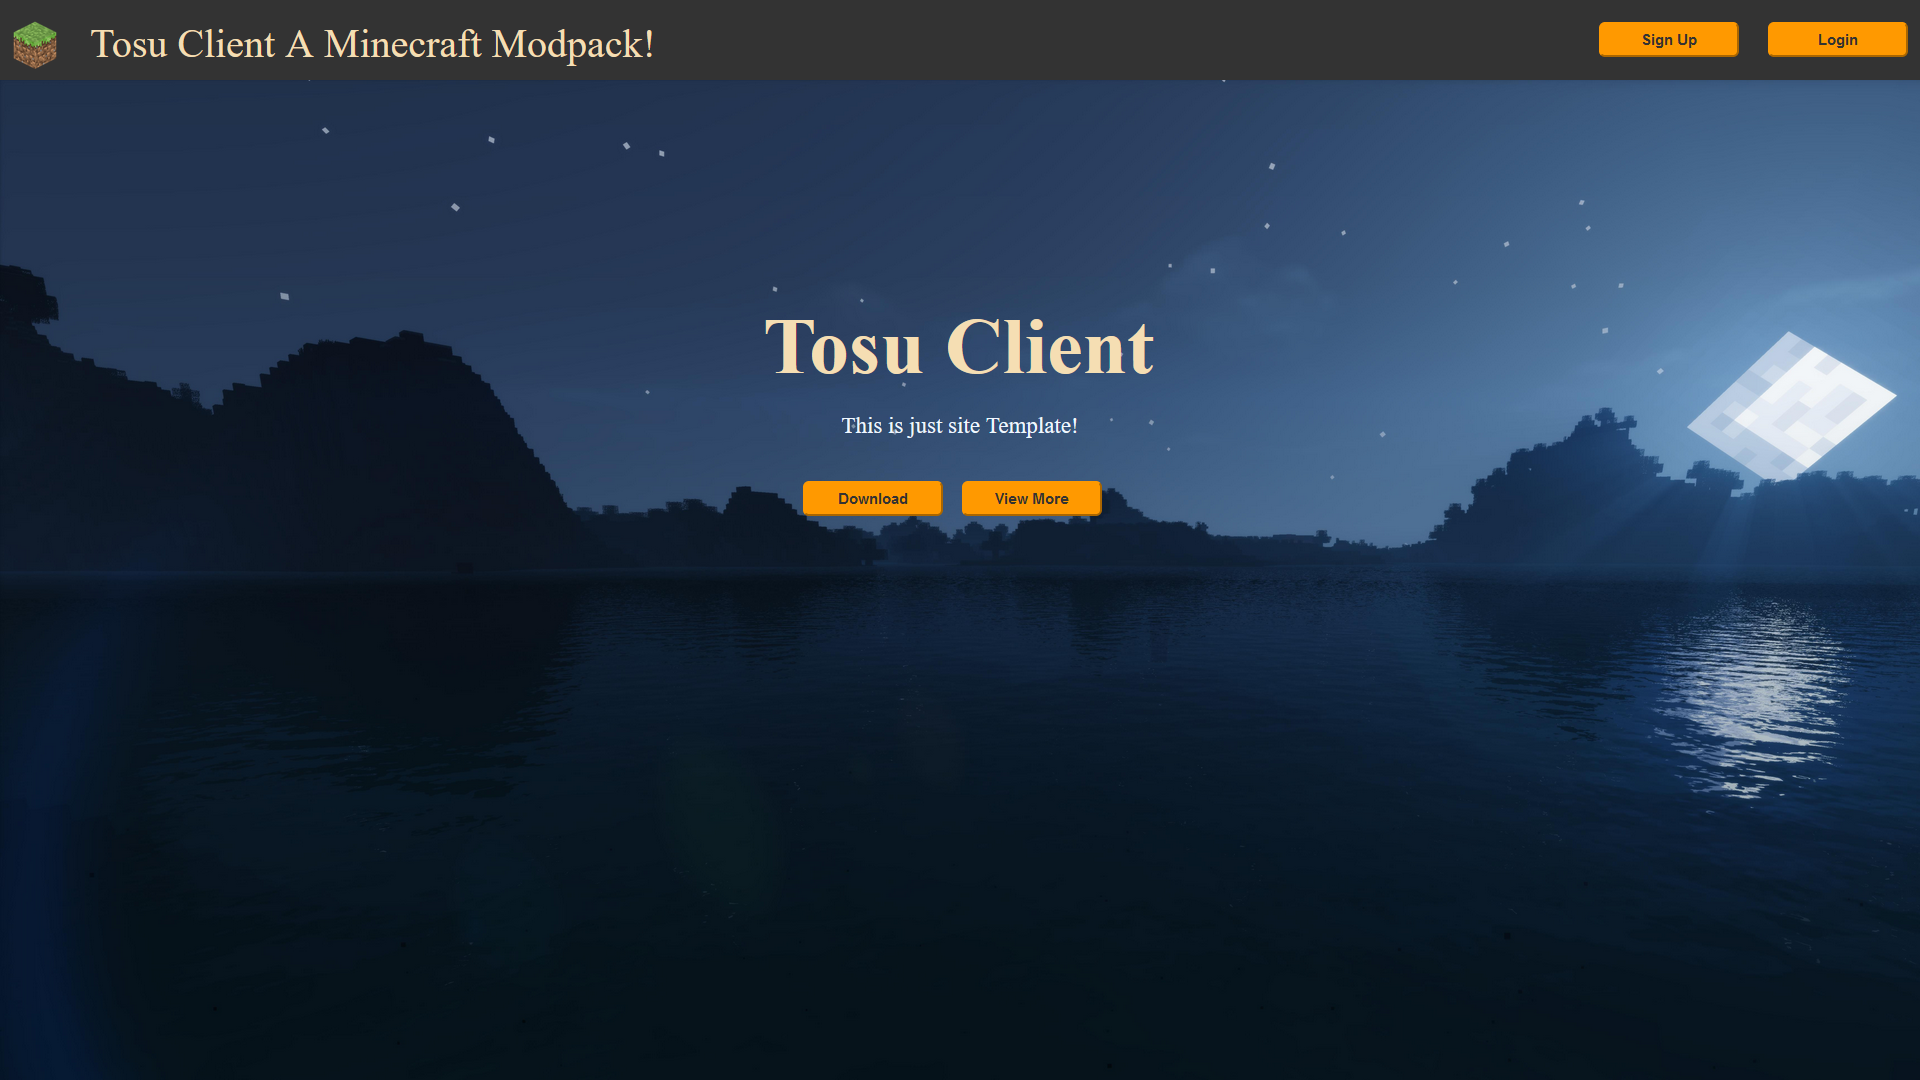 Tosu Client A Minecraft Modpack!
Sign Up
Login
Tosu Client
This is just site Template!
Download
View More